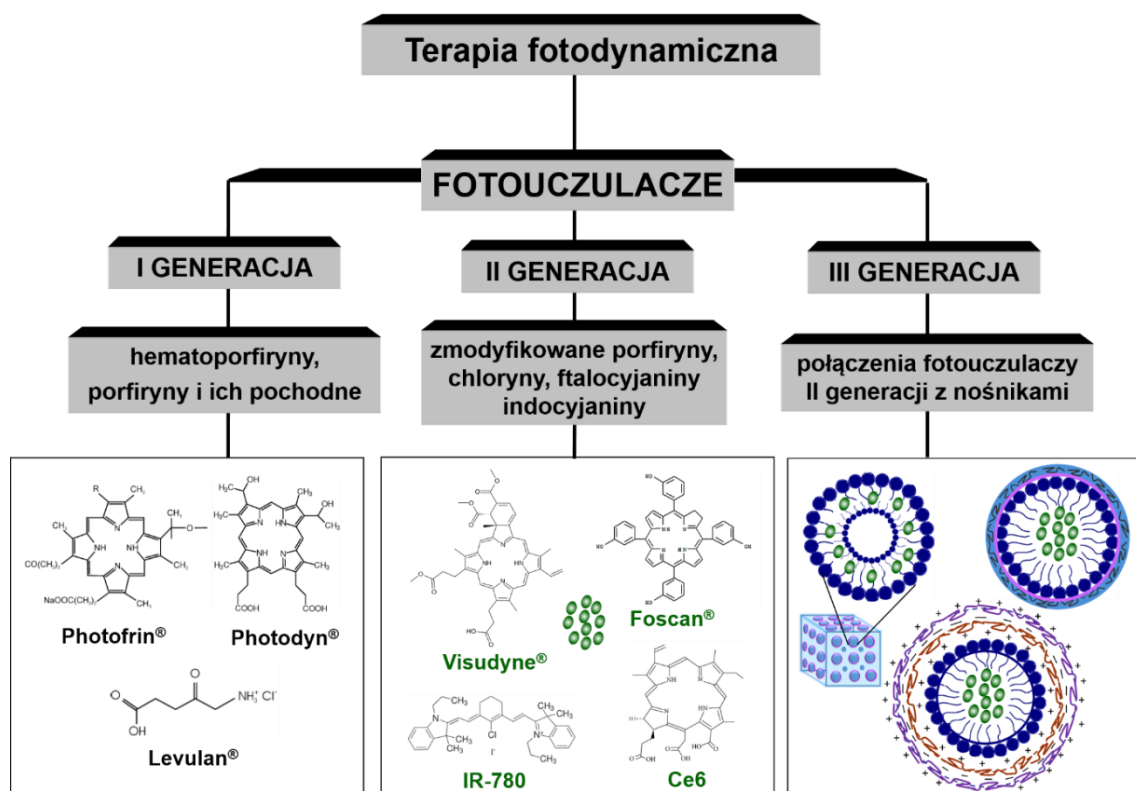 Terapia fotodynamiczna
FOTOUCZULACZE
I GENERACJA
II GENERACJA
III GENERACJA
hematoporfiryny,
porfiryny i ich pochodne
zmodyfikowane porfiryny,
chloryny, ftalocyjaniny
indocyjaniny
połączenia fotouczulaczy
II generacji z nośnikami
Photofrin®
Photodyn®
Levulan®
Visudyne®
Foscan®
IR-780
Ce6